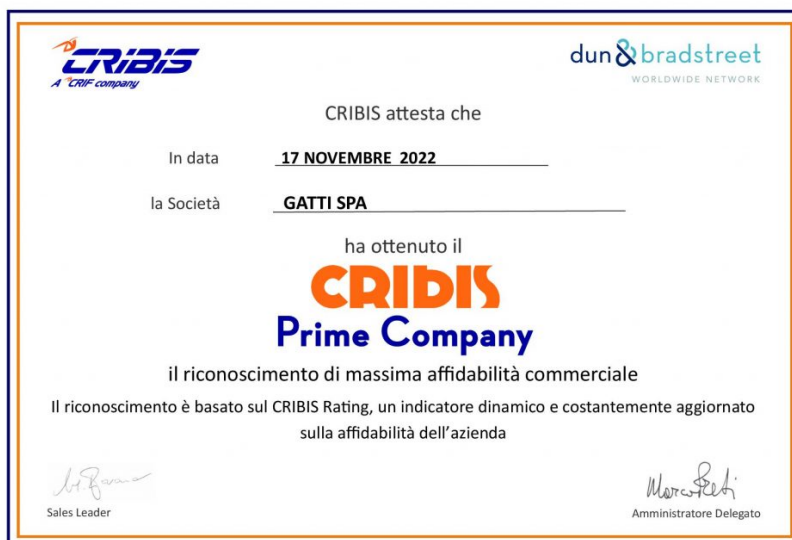 CRIBIS
A CRIF company
dun & bradstreet
WORLDWIDE NETWORK
CRIBIS attesta che
In data 17 NOVEMBRE 2022
la Società GATTI SPA
ha ottenuto il
CRIBIS
Prime Company
il riconoscimento di massima affidabilità commerciale
Il riconoscimento è basato sul CRIBIS Rating, un indicatore dinamico e costantemente aggiornato
sulla affidabilità dell'azienda
Sales Leader
Amministratore Delegato